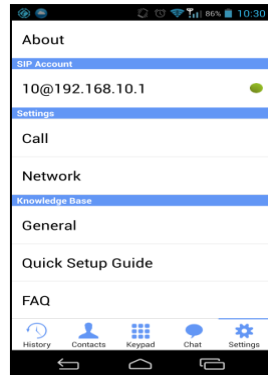 86% 10:30
About
SIP Account
10@192.168.10.1
Settings
Call
Network
Knowledge Base
General
Quick Setup Guide
FAQ
History Contacts Keypad Chat Settings